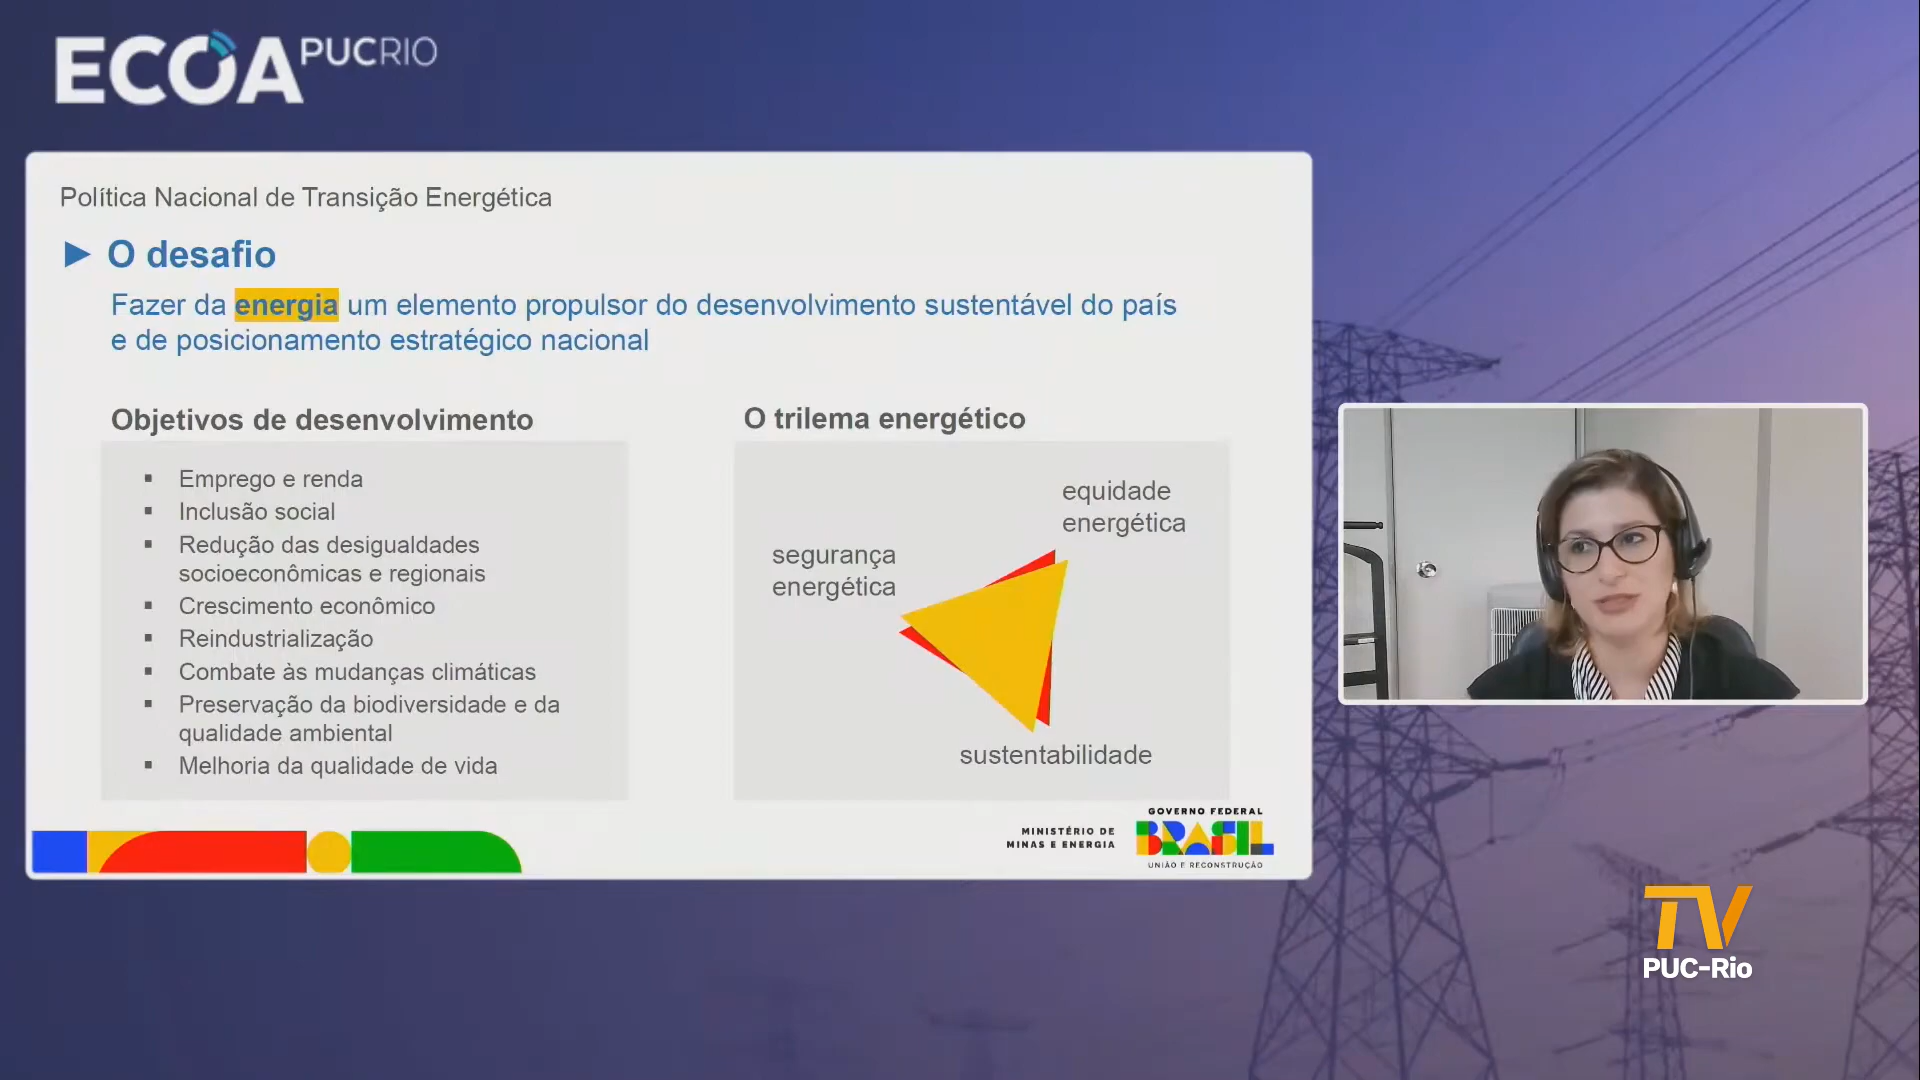 ECOA PUCRIO
Política Nacional de Transição Energética
► O desafio
Fazer da energia um elemento propulsor do desenvolvimento sustentável do país
e de posicionamento estratégico nacional
Objetivos de desenvolvimento
▪ Emprego e renda
▪ Inclusão social
▪ Redução das desigualdades
socioeconômicas e regionais
▪ Crescimento econômico
▪ Reindustrialização
▪ Combate às mudanças climáticas
▪ Preservação da biodiversidade e da
qualidade ambiental
▪ Melhoria da qualidade de vida
O trilema energético
equidade
energética
segurança
energética
sustentabilidade
MINISTÉRIO DE
MINAS E ENERGIA
GOVERNO FEDERAL
BRASIL
UNIÃO E RECONSTRUÇÃO
TV
PUC-Rio